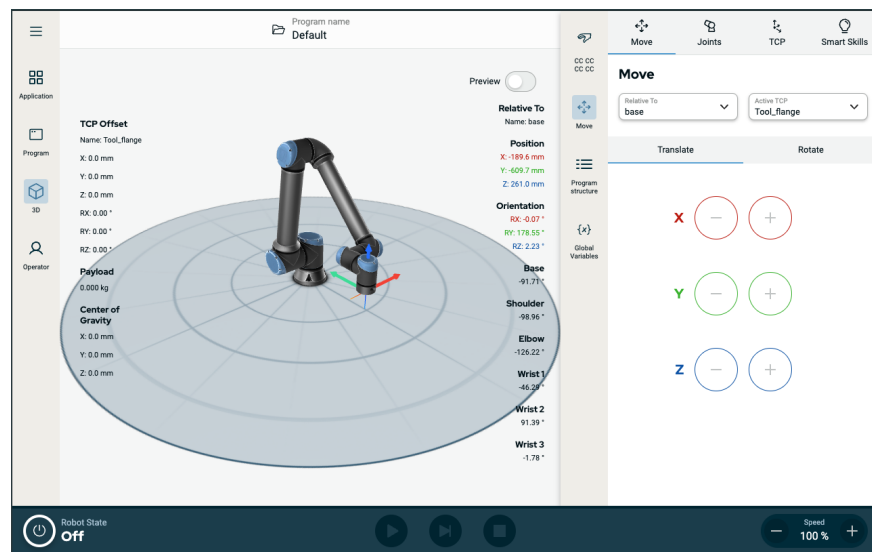 Program name
Default
Application
Program
3D
Operator
Preview
TCP Offset
Name: Tool_flange
X: 0.0 mm
Y: 0.0 mm
Z: 0.0 mm
RX: 0.00 °
RY: 0.00 °
RZ: 0.00 °
Payload
0.000 kg
Center of
Gravity
X: 0.0 mm
Y: 0.0 mm
Z: 0.0 mm
Relative To
Name: base
Position
X: -189.6 mm
Y: -609.7 mm
Z: 261.0 mm
Orientation
RX: -0.07 °
RY: 178.55 °
RZ: 2.23 °
Base
-91.71 °
Shoulder
-98.96 °
Elbow
-126.22 °
Wrist 1
-46.29 °
Wrist 2
91.39 °
Wrist 3
-1.78 °
CC CC
CC CC
Move
Program
structure
{x}
Global
Variables
Move
Joints
TCP
Smart Skills
Move
Relative To
base
Active TCP
Tool_flange
Translate
Rotate
X
Y
Z
Robot State
Off
Speed
100 %